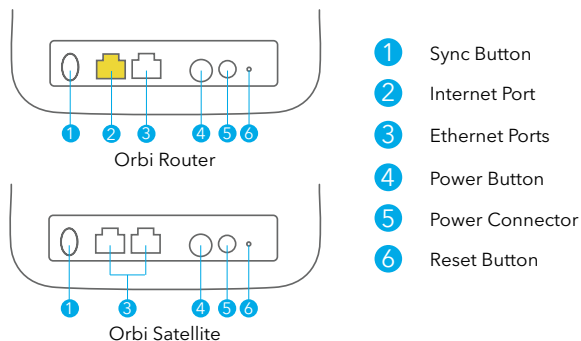 1 2 3 4 5 6
Orbi Router
1 3 4 5 6
Orbi Satellite
1 Sync Button
2 Internet Port
3 Ethernet Ports
4 Power Button
5 Power Connector
6 Reset Button